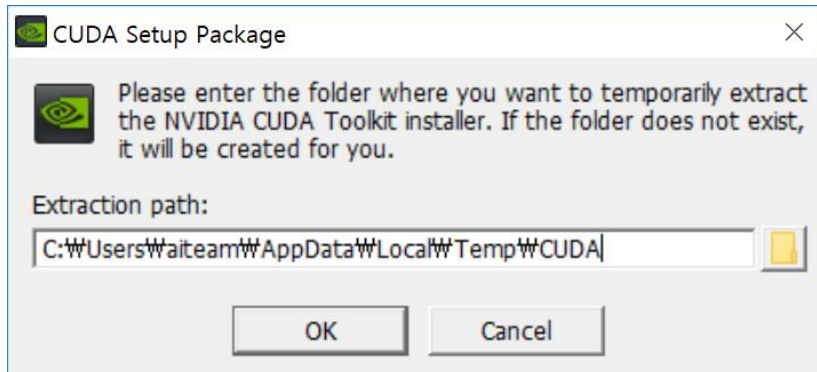 CUDA Setup Package
Please enter the folder where you want to temporarily extract
the NVIDIA CUDA Toolkit installer. If the folder does not exist,
it will be created for you.
Extraction path:
C:₩Users₩aiteam₩AppData₩Local₩Temp₩CUDA
OK Cancel